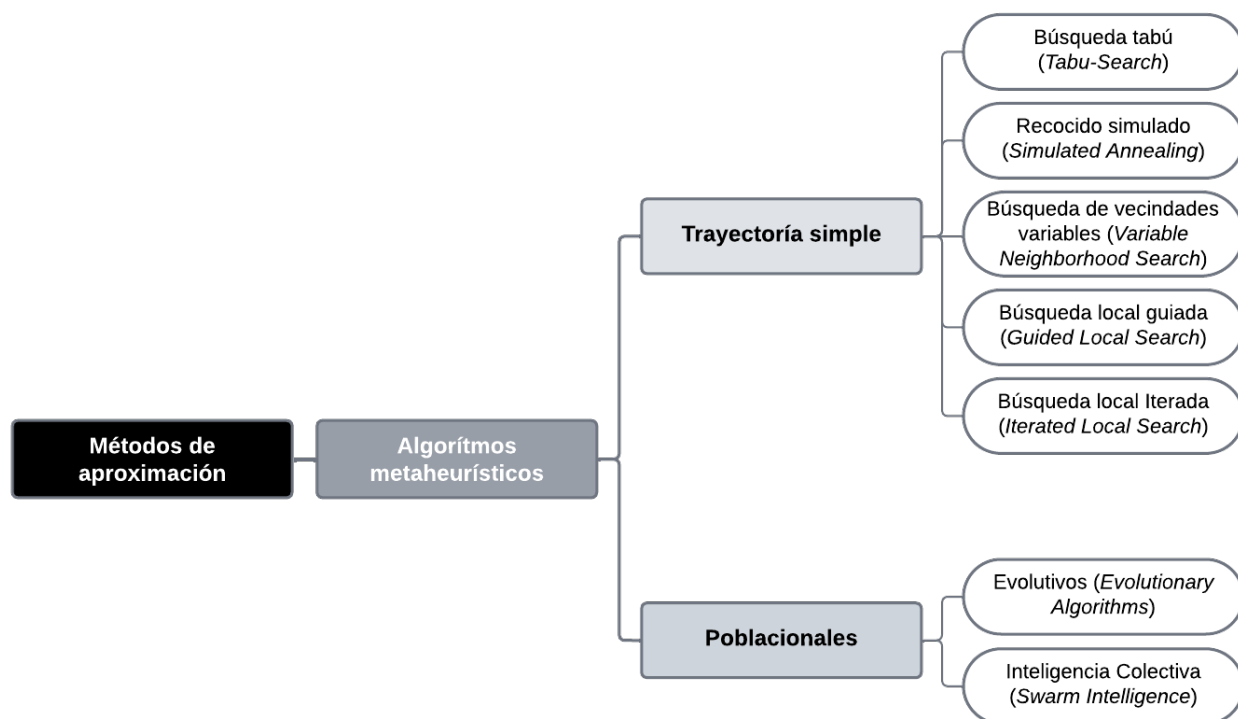 Búsqueda tabú
(Tabu-Search)
Recocido simulado
(Simulated Annealing)
Búsqueda de vecindades
variables (Variable
Neighborhood Search)
Trayectoría simple
Búsqueda local guiada
(Guided Local Search)
Búsqueda local Iterada
(Iterated Local Search)
Métodos de
aproximación
Algorítmos
metaheurísticos
Evolutivos (Evolutionary
Algorithms)
Poblacionales
Inteligencia Colectiva
(Swarm Intelligence)